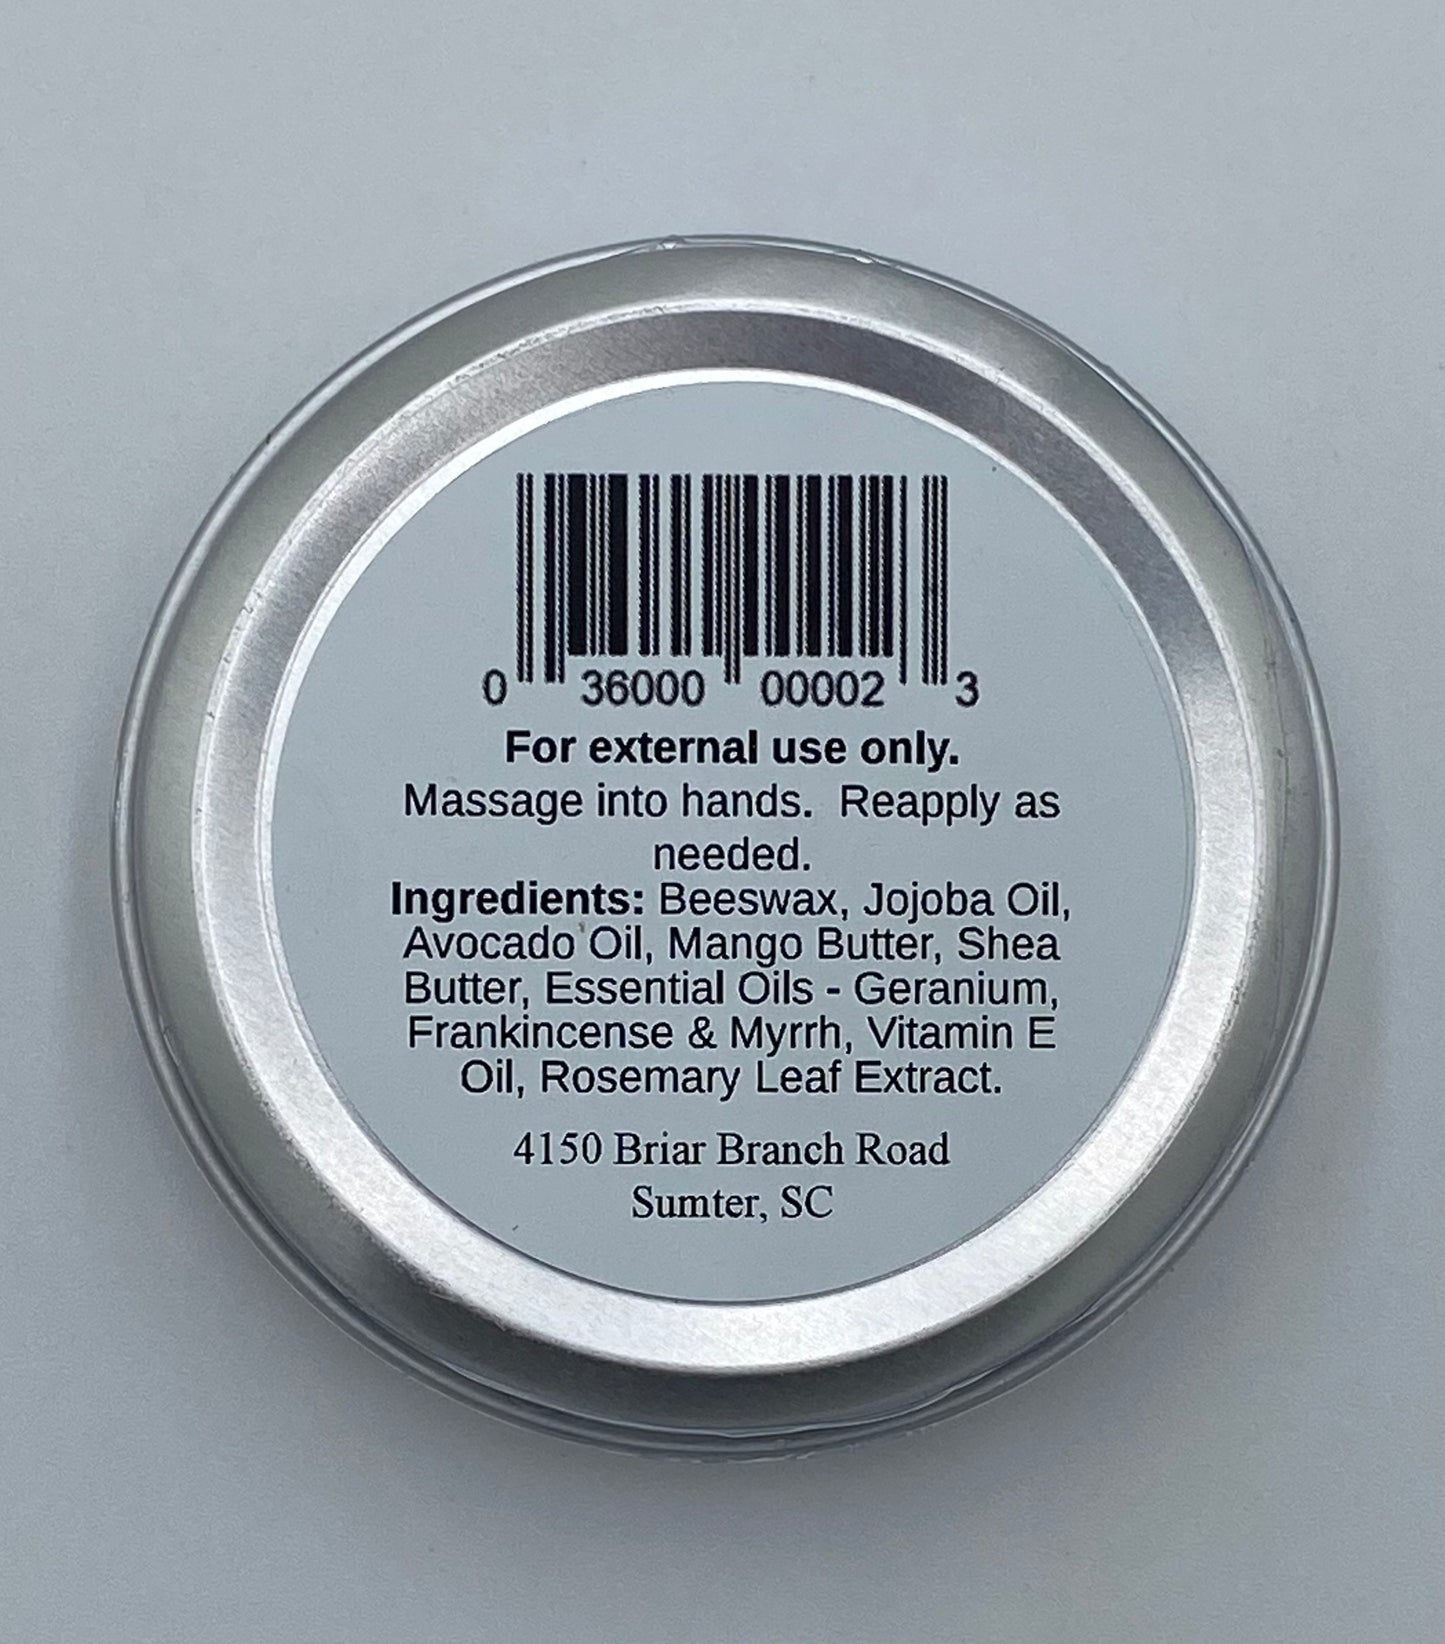 0 36000 00002 3
For external use only.
Massage into hands.  Reapply as
needed.
Ingredients: Beeswax, Jojoba Oil,
Avocado Oil, Mango Butter, Shea
Butter, Essential Oils - Geranium,
Frankincense & Myrrh, Vitamin E
Oil, Rosemary Leaf Extract.
4150 Briar Branch Road
Sumter, SC